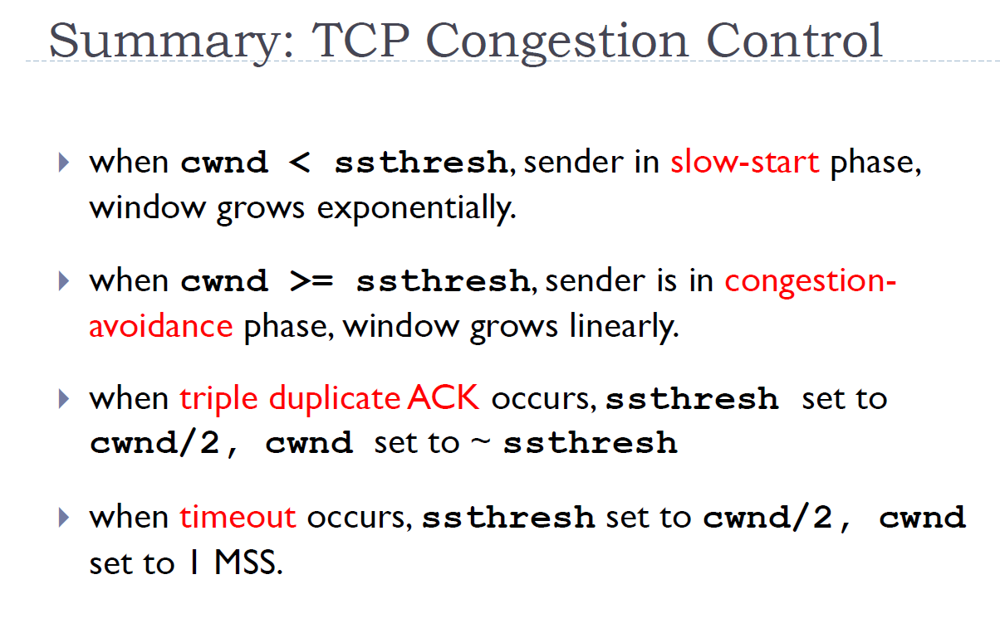 Summary: TCP Congestion Control
when cwnd < ssthresh, sender in slow-start phase,
window grows exponentially.
when cwnd >= ssthresh, sender is in congestion-
avoidance phase, window grows linearly.
when triple duplicate ACK occurs, ssthresh set to
cwnd/2, cwnd set to ~ ssthresh
when timeout occurs, ssthresh set to cwnd/2, cwnd
set to 1 MSS.